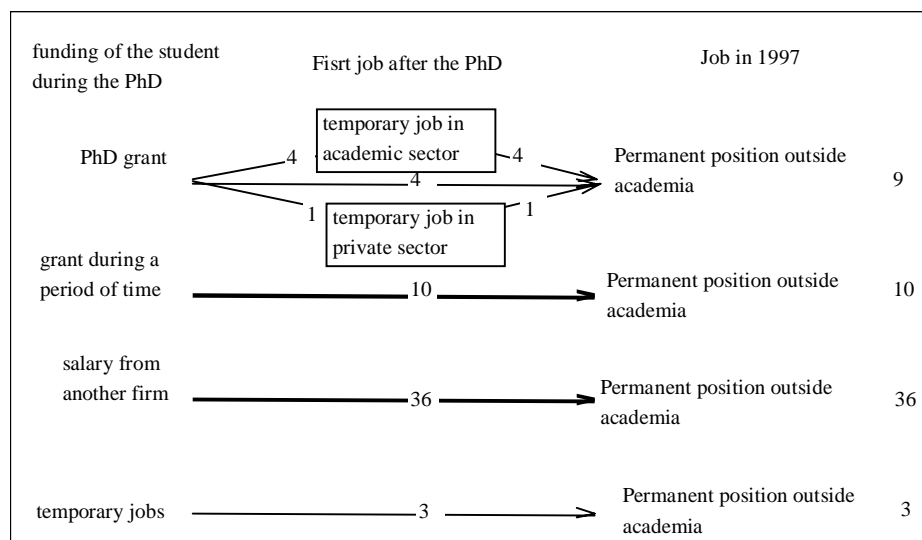 funding of the student
during the PhD
Fisrt job after the PhD
Job in 1997
PhD grant
4
temporary job in
academic sector
4
4
1
temporary job in
private sector
1
Permanent position outside
academia
9
grant during a
period of time
10
Permanent position outside
academia
10
salary from
another firm
36
Permanent position outside
academia
36
temporary jobs
3
Permanent position outside
academia
3